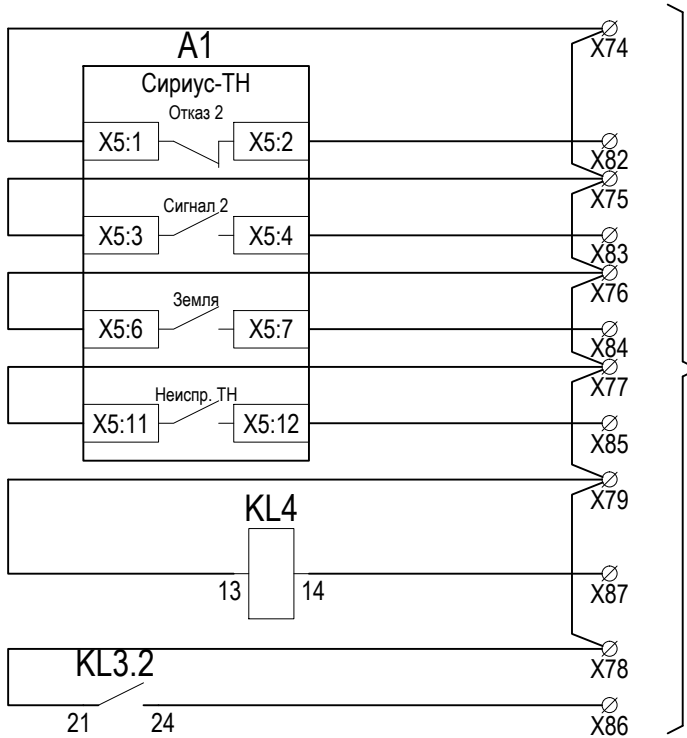 A1
X74
Сириус-ТН
Отказ 2
X5:1 X5:2
X82
X75
Сигнал 2
X5:3 X5:4
X83
X76
Земля
X5:6 X5:7
X84
X77
Неиспр. ТН
X5:11 X5:12
X85
X79
KL4
13 14
X87
X78
KL3.2
21 24
X86